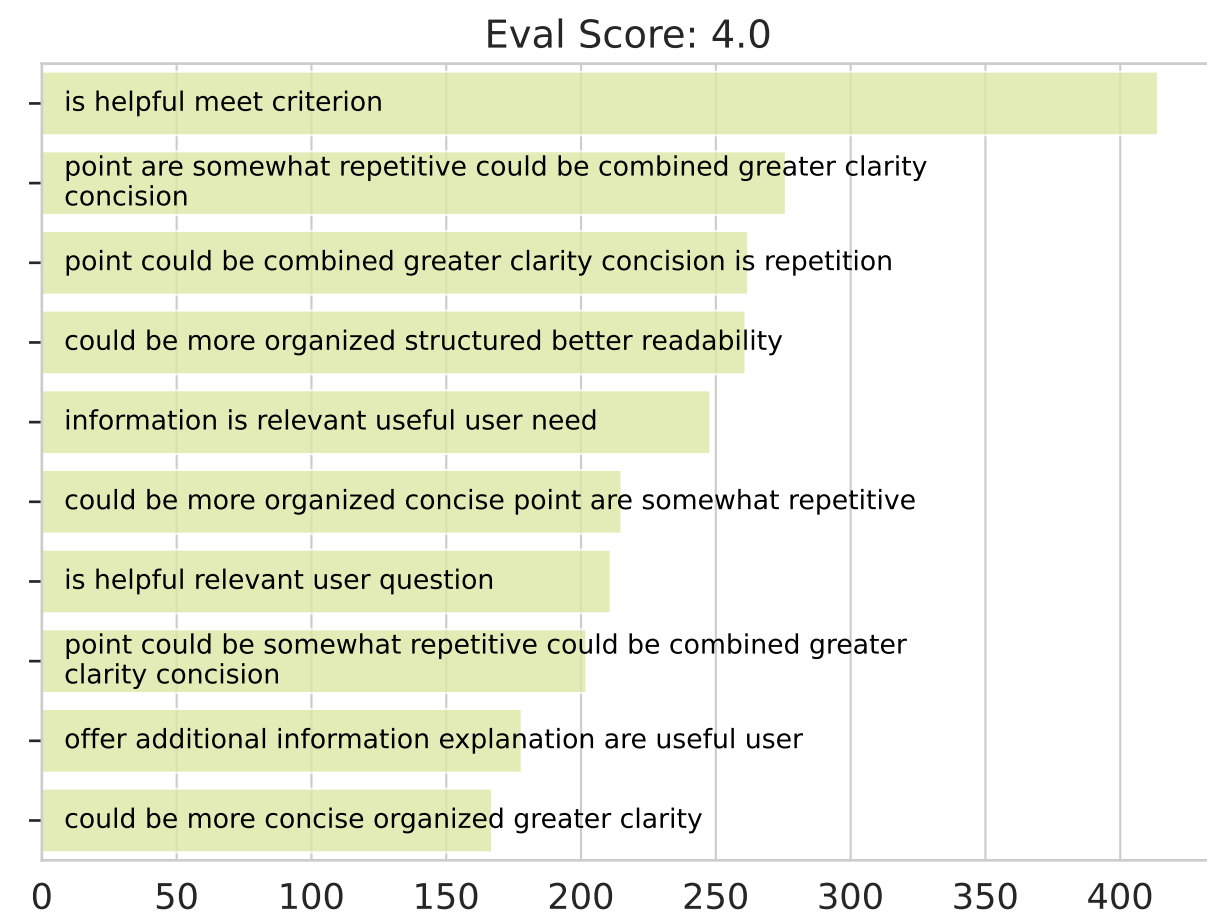 Eval Score: 4.0
is helpful meet criterion
point are somewhat repetitive could be combined greater clarity
concision
point could be combined greater clarity concision is repetition
could be more organized structured better readability
information is relevant useful user need
could be more organized concise point are somewhat repetitive
is helpful relevant user question
point could be somewhat repetitive could be combined greater
clarity concision
offer additional information explanation are useful user
could be more concise organized greater clarity
0 50 100 150 200 250 300 350 400